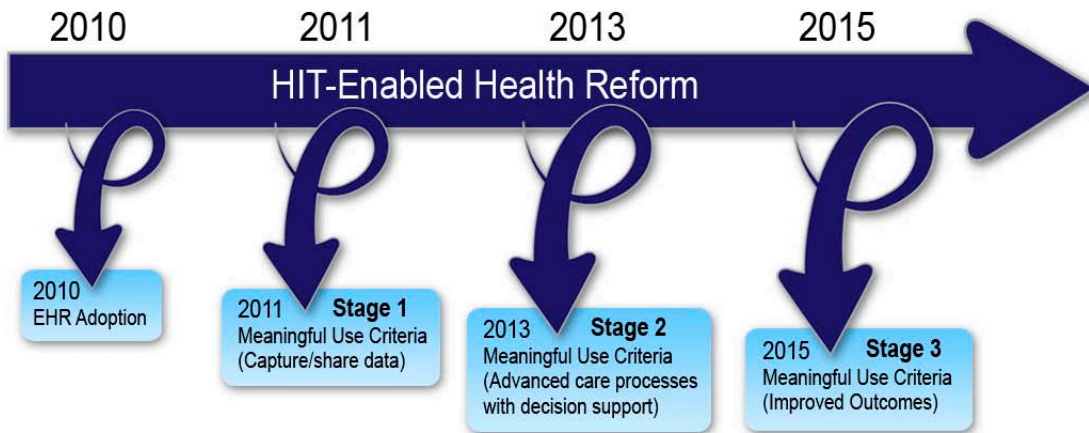 2010
2011
2013
2015
HIT-Enabled Health Reform
2010
EHR Adoption
2011 Stage 1
Meaningful Use Criteria
(Capture/share data)
2013 Stage 2
Meaningful Use Criteria
(Advanced care processes
with decision support)
2015 Stage 3
Meaningful Use Criteria
(Improved Outcomes)